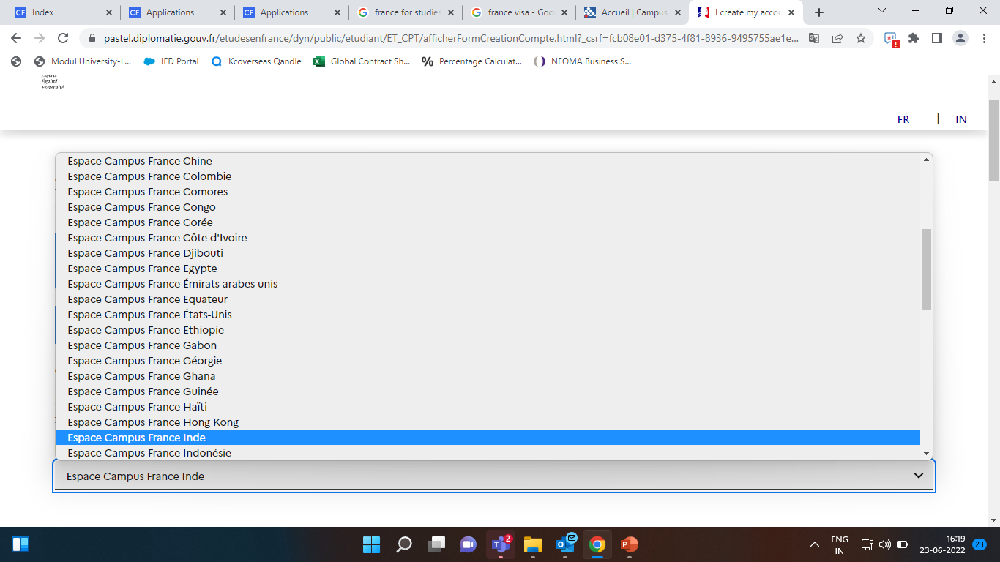 Index
Applications
Applications
france for studies
france visa - Goo
Accueil | Campus
I create my accou
pastel.diplomatie.gouv.fr/etudesenfrance/dyn/public/etudiant/ET_CPT/afficherFormCreationCompte.html?_csrf=fcb08e01-d375-4f81-8936-9495755ae1e...
Modul University-L...
IED Portal
Kcoverseas Qandle
Global Contract Sh...
Percentage Calculat...
NEOMA Business S...
Égalité
Fraternité
FR | IN
Espace Campus France Chine
Espace Campus France Colombie
Espace Campus France Comores
Espace Campus France Congo
Espace Campus France Corée
Espace Campus France Côte d'Ivoire
Espace Campus France Djibouti
Espace Campus France Egypte
Espace Campus France Émirats arabes unis
Espace Campus France Equateur
Espace Campus France États-Unis
Espace Campus France Ethiopie
Espace Campus France Gabon
Espace Campus France Géorgie
Espace Campus France Ghana
Espace Campus France Guinée
Espace Campus France Haïti
Espace Campus France Hong Kong
Espace Campus France Inde
Espace Campus France Indonésie
Espace Campus France Inde
2
ENG
IN
16:19
23-06-2022
23